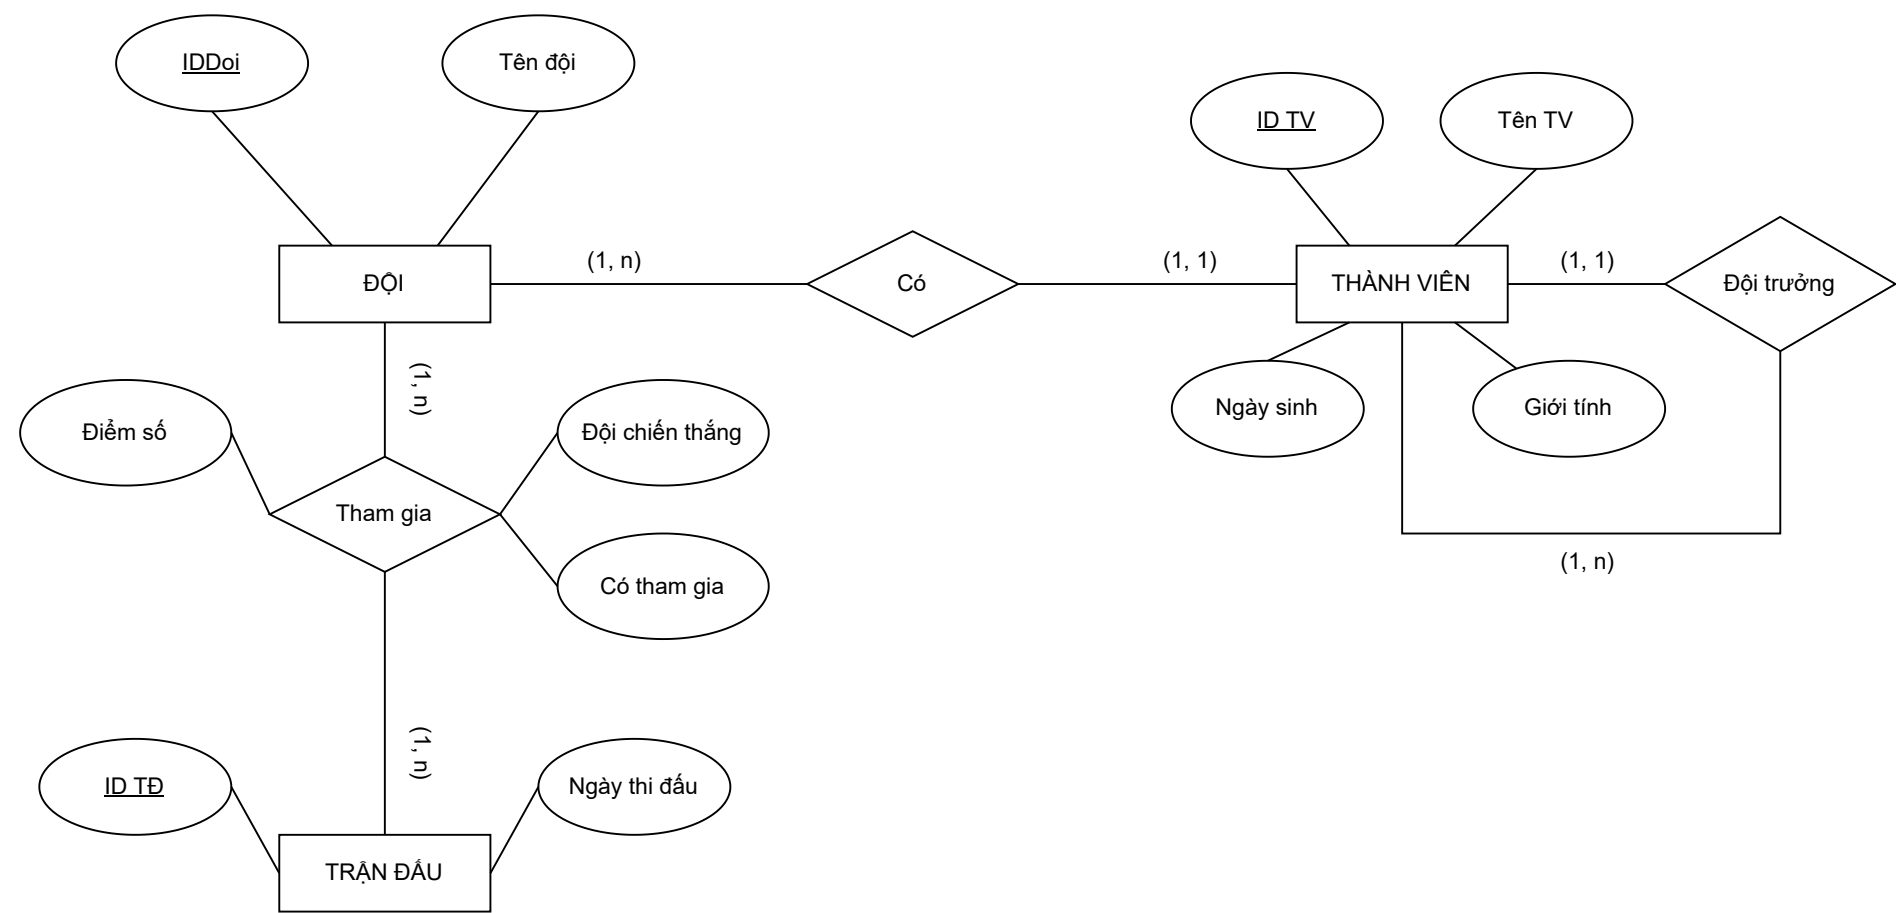 IDDoi
Tên đội
ID TV
Tên TV
ĐỘI
(1, n)
Có
(1, 1)
THÀNH VIÊN
(1, 1)
Đội trưởng
(1, n)
Ngày sinh
Giới tính
Điểm số
Đội chiến thắng
Tham gia
(1, n)
Có tham gia
(1, n)
ID TĐ
Ngày thi đấu
TRẬN ĐẤU